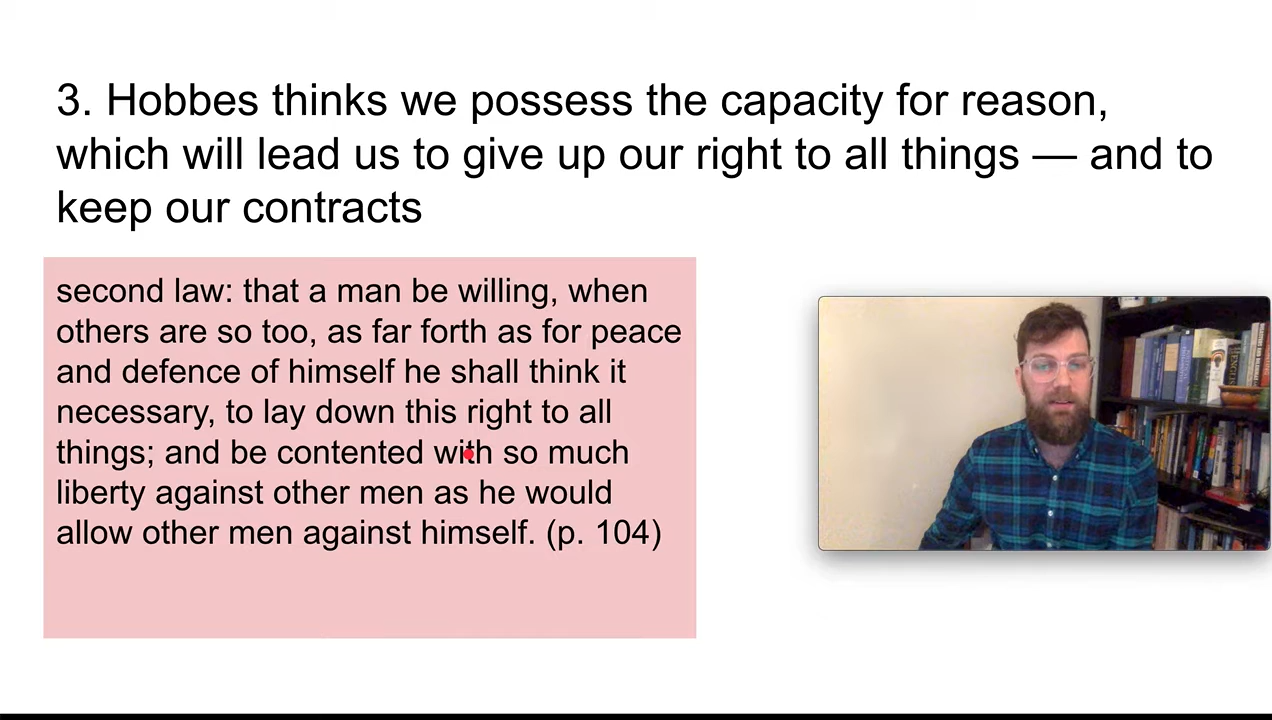 3. Hobbes thinks we possess the capacity for reason,
which will lead us to give up our right to all things — and to
keep our contracts
second law: that a man be willing, when
others are so too, as far forth as for peace
and defence of himself he shall think it
necessary, to lay down this right to all
things; and be contented with so much
liberty against other men as he would
allow other men against himself. (p. 104)